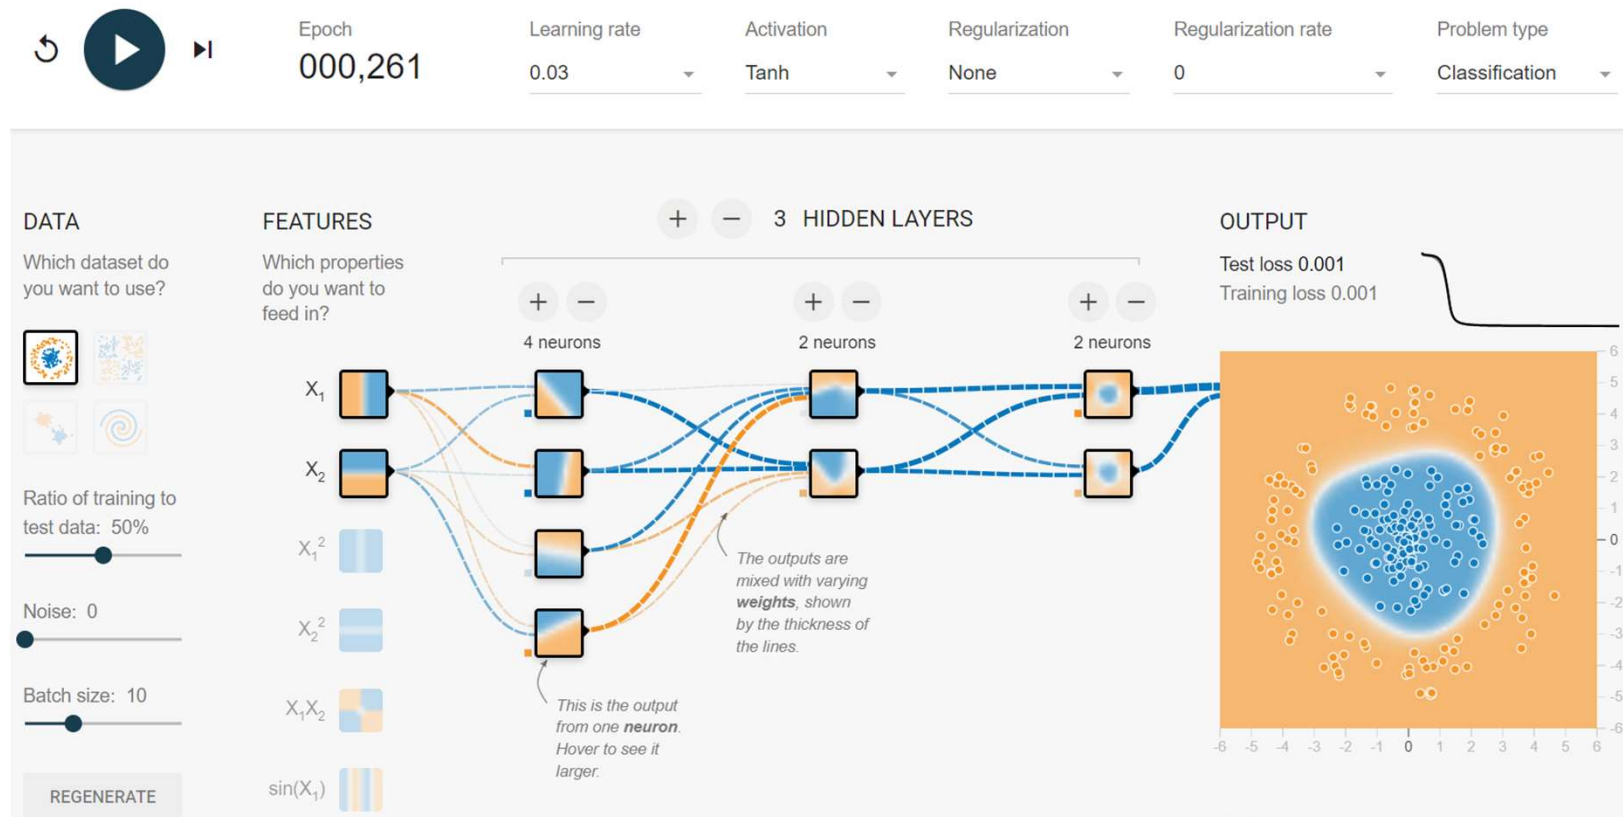 Epoch
000,261
Learning rate
0.03
Activation
Tanh
Regularization
None
Regularization rate
0
Problem type
Classification
DATA
Which dataset do
you want to use?
Ratio of training to
test data: 50%
Noise: 0
Batch size: 10
REGENERATE
FEATURES
Which properties
do you want to
feed in?
X₁
X₂
X₁²
X₂²
X₁X₂
sin(X₁)
+ − 3 HIDDEN LAYERS
+ −
4 neurons
+ −
2 neurons
+ −
2 neurons
The outputs are
mixed with varying
weights, shown
by the thickness of
the lines.
This is the output
from one neuron.
Hover to see it
larger.
OUTPUT
Test loss 0.001
Training loss 0.001
6
5
4
3
2
1
0
-1
-2
-3
-4
-5
-6
-6 -5 -4 -3 -2 -1 0 1 2 3 4 5 6